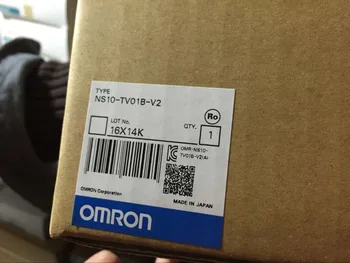 TYPE
NS10-TV01B-V2
Ro
LOT No.
QTY.
16X14K
1
OMR-NS10-
TV01B-V2(A)
OMRON Corporation
OMRON
MADE IN JAPAN